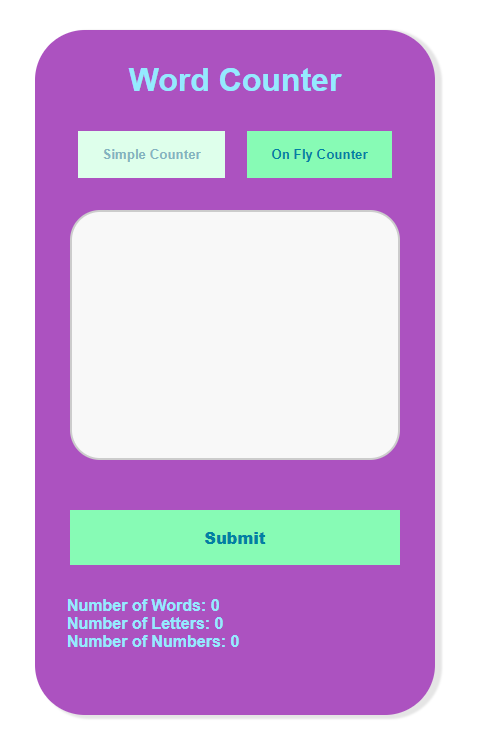 Word Counter
Simple Counter
On Fly Counter
Submit
Number of Words: 0
Number of Letters: 0
Number of Numbers: 0